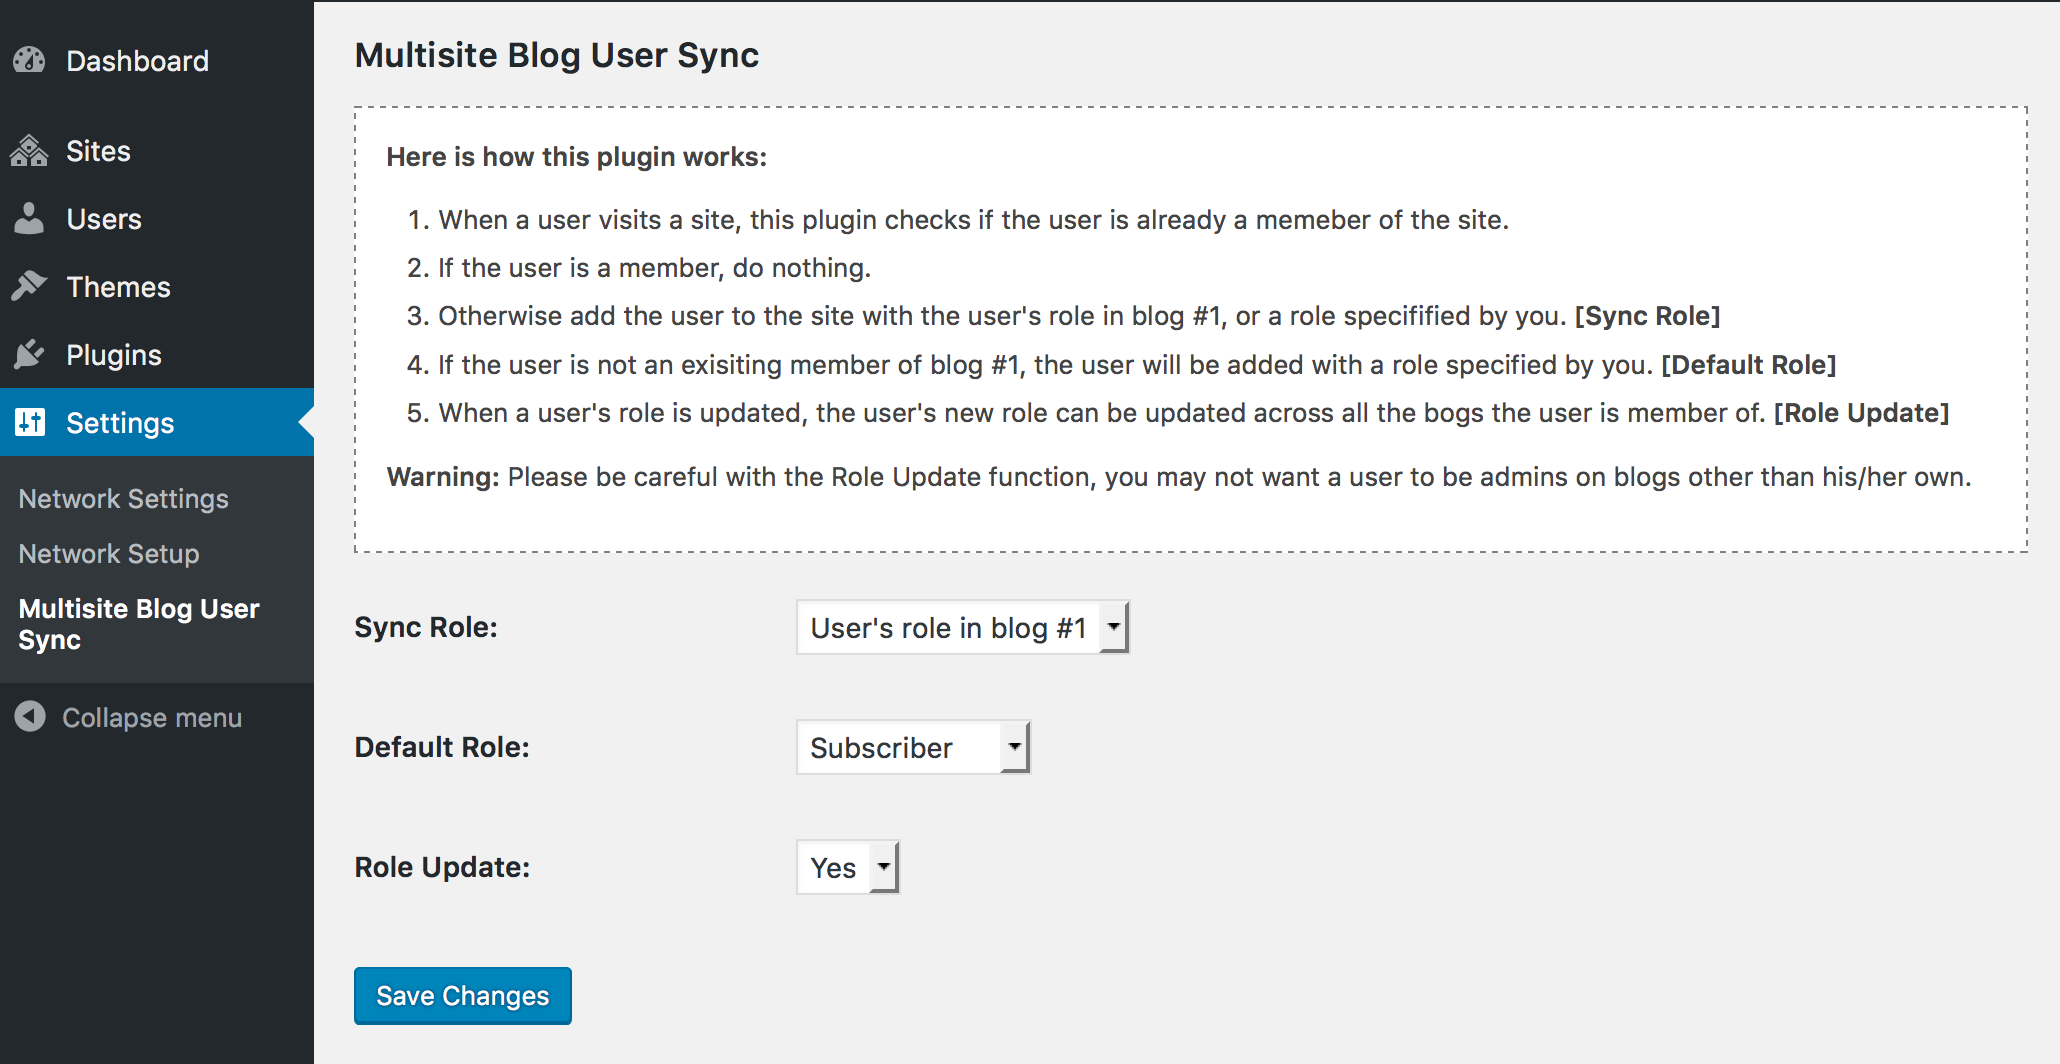 Dashboard
Sites
Users
Themes
Plugins
Settings
Network Settings
Network Setup
Multisite Blog User
Sync
Collapse menu
Multisite Blog User Sync
Here is how this plugin works:
1. When a user visits a site, this plugin checks if the user is already a memeber of the site.
2. If the user is a member, do nothing.
3. Otherwise add the user to the site with the user's role in blog #1, or a role specifified by you. [Sync Role]
4. If the user is not an exisiting member of blog #1, the user will be added with a role specified by you. [Default Role]
5. When a user's role is updated, the user's new role can be updated across all the bogs the user is member of. [Role Update]
Warning: Please be careful with the Role Update function, you may not want a user to be admins on blogs other than his/her own.
Sync Role: User's role in blog #1
Default Role: Subscriber
Role Update: Yes
Save Changes